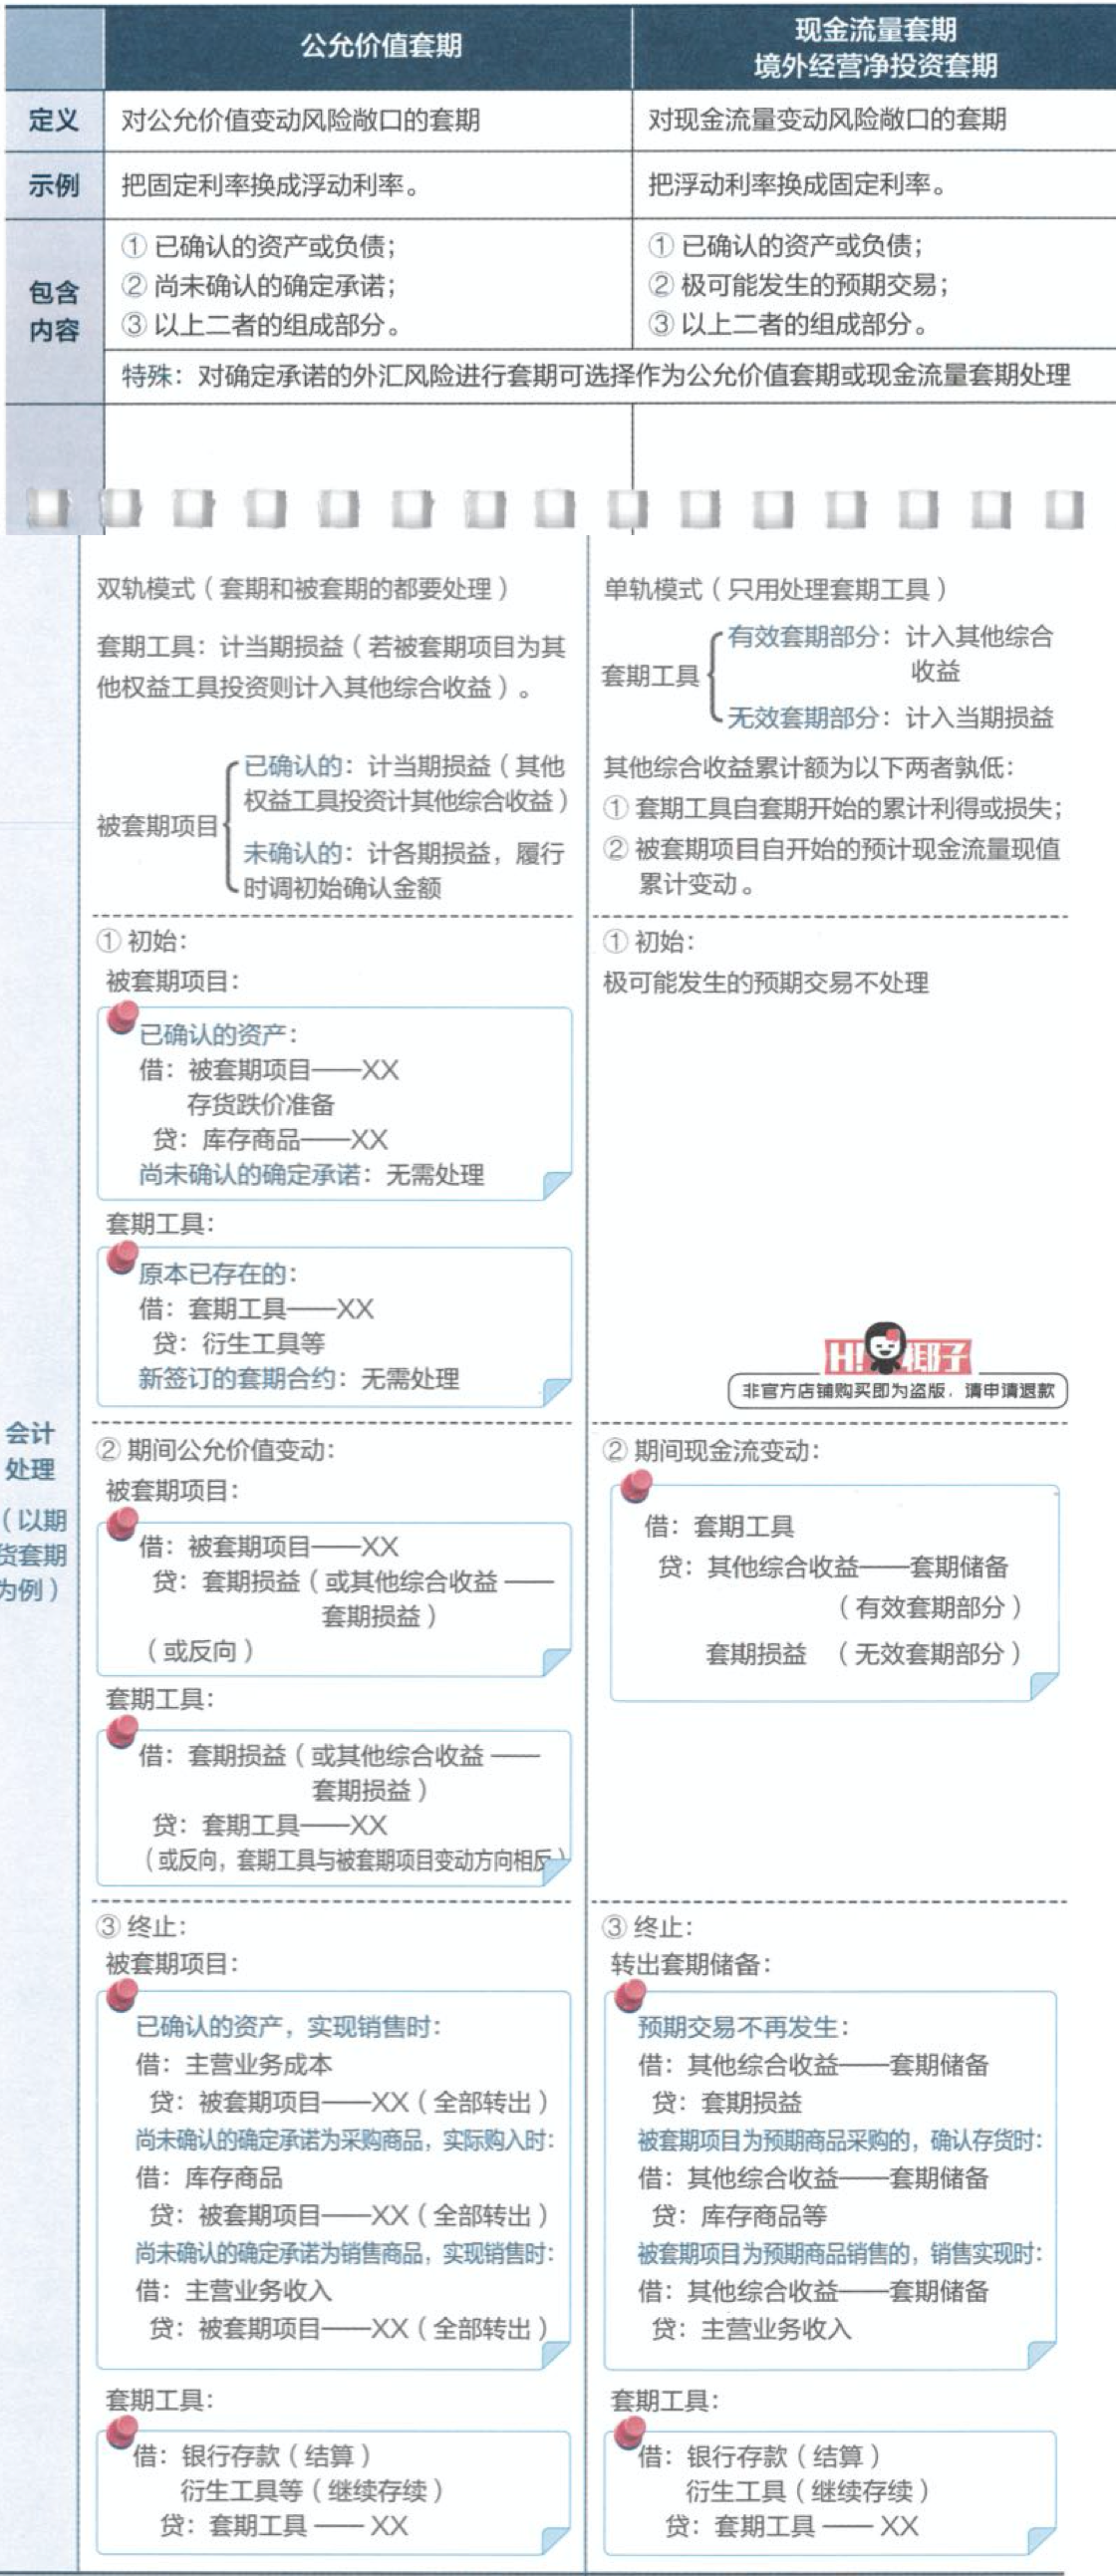 公允价值套期
现金流量套期
境外经营净投资套期
定义
对公允价值变动风险敞口的套期
对现金流量变动风险敞口的套期
示例
把固定利率换成浮动利率。
把浮动利率换成固定利率。
包含
内容
① 已确认的资产或负债；
② 尚未确认的确定承诺；
③ 以上二者的组成部分。
① 已确认的资产或负债；
② 极可能发生的预期交易；
③ 以上二者的组成部分。
特殊：对确定承诺的外汇风险进行套期可选择作为公允价值套期或现金流量套期处理
会计
处理
（以期
货套期
为例）
双轨模式（套期和被套期的都要处理）
套期工具：计当期损益（若被套期项目为其
他权益工具投资则计入其他综合收益）。
被套期项目
已确认的：计当期损益（其他
权益工具投资计其他综合收益）
未确认的：计各期损益，履行
时调初始确认金额
单轨模式（只用处理套期工具）
套期工具
有效套期部分：计入其他综合
收益
无效套期部分：计入当期损益
其他综合收益累计额为以下两者孰低：
① 套期工具自套期开始的累计利得或损失；
② 被套期项目自开始的预计现金流量现值
累计变动。
① 初始：
被套期项目：
已确认的资产：
借：被套期项目——XX
存货跌价准备
贷：库存商品——XX
尚未确认的确定承诺：无需处理
套期工具：
原本已存在的：
借：套期工具——XX
贷：衍生工具等
新签订的套期合约：无需处理
① 初始：
极可能发生的预期交易不处理
H!椰子
非官方店铺购买即为盗版，请申请退款
② 期间公允价值变动：
被套期项目：
借：被套期项目——XX
贷：套期损益（或其他综合收益——
套期损益）
（或反向）
套期工具：
借：套期损益（或其他综合收益——
套期损益）
贷：套期工具——XX
（或反向，套期工具与被套期项目变动方向相反）
② 期间现金流变动：
借：套期工具
贷：其他综合收益——套期储备
（有效套期部分）
套期损益 （无效套期部分）
③ 终止：
被套期项目：
已确认的资产，实现销售时：
借：主营业务成本
贷：被套期项目——XX（全部转出）
尚未确认的确定承诺为采购商品，实际购入时：
借：库存商品
贷：被套期项目——XX（全部转出）
尚未确认的确定承诺为销售商品，实现销售时：
借：主营业务收入
贷：被套期项目——XX（全部转出）
套期工具：
借：银行存款（结算）
衍生工具等（继续存续）
贷：套期工具 —— XX
③ 终止：
转出套期储备：
预期交易不再发生：
借：其他综合收益——套期储备
贷：套期损益
被套期项目为预期商品采购的，确认存货时：
借：其他综合收益——套期储备
贷：库存商品等
被套期项目为预期商品销售的，销售实现时：
借：其他综合收益——套期储备
贷：主营业务收入
套期工具：
借：银行存款（结算）
衍生工具（继续存续）
贷：套期工具 —— XX